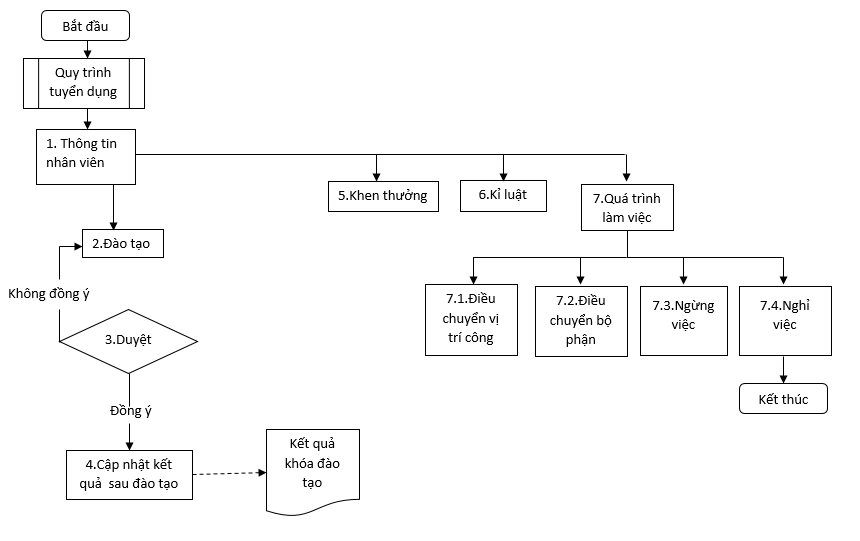 Bắt đầu
Quy trình
tuyển dụng
1. Thông tin
nhân viên
5.Khen thưởng
6.Kỉ luật
7.Quá trình
làm việc
2.Đào tạo
Không đồng ý
7.1.Điều
chuyển vị
trí công
7.2.Điều
chuyển bộ
phận
7.3.Ngừng
việc
7.4.Nghỉ
việc
3.Duyệt
Kết thúc
Đồng ý
4.Cập nhật kết
quả sau đào tạo
Kết quả
khóa đào
tạo